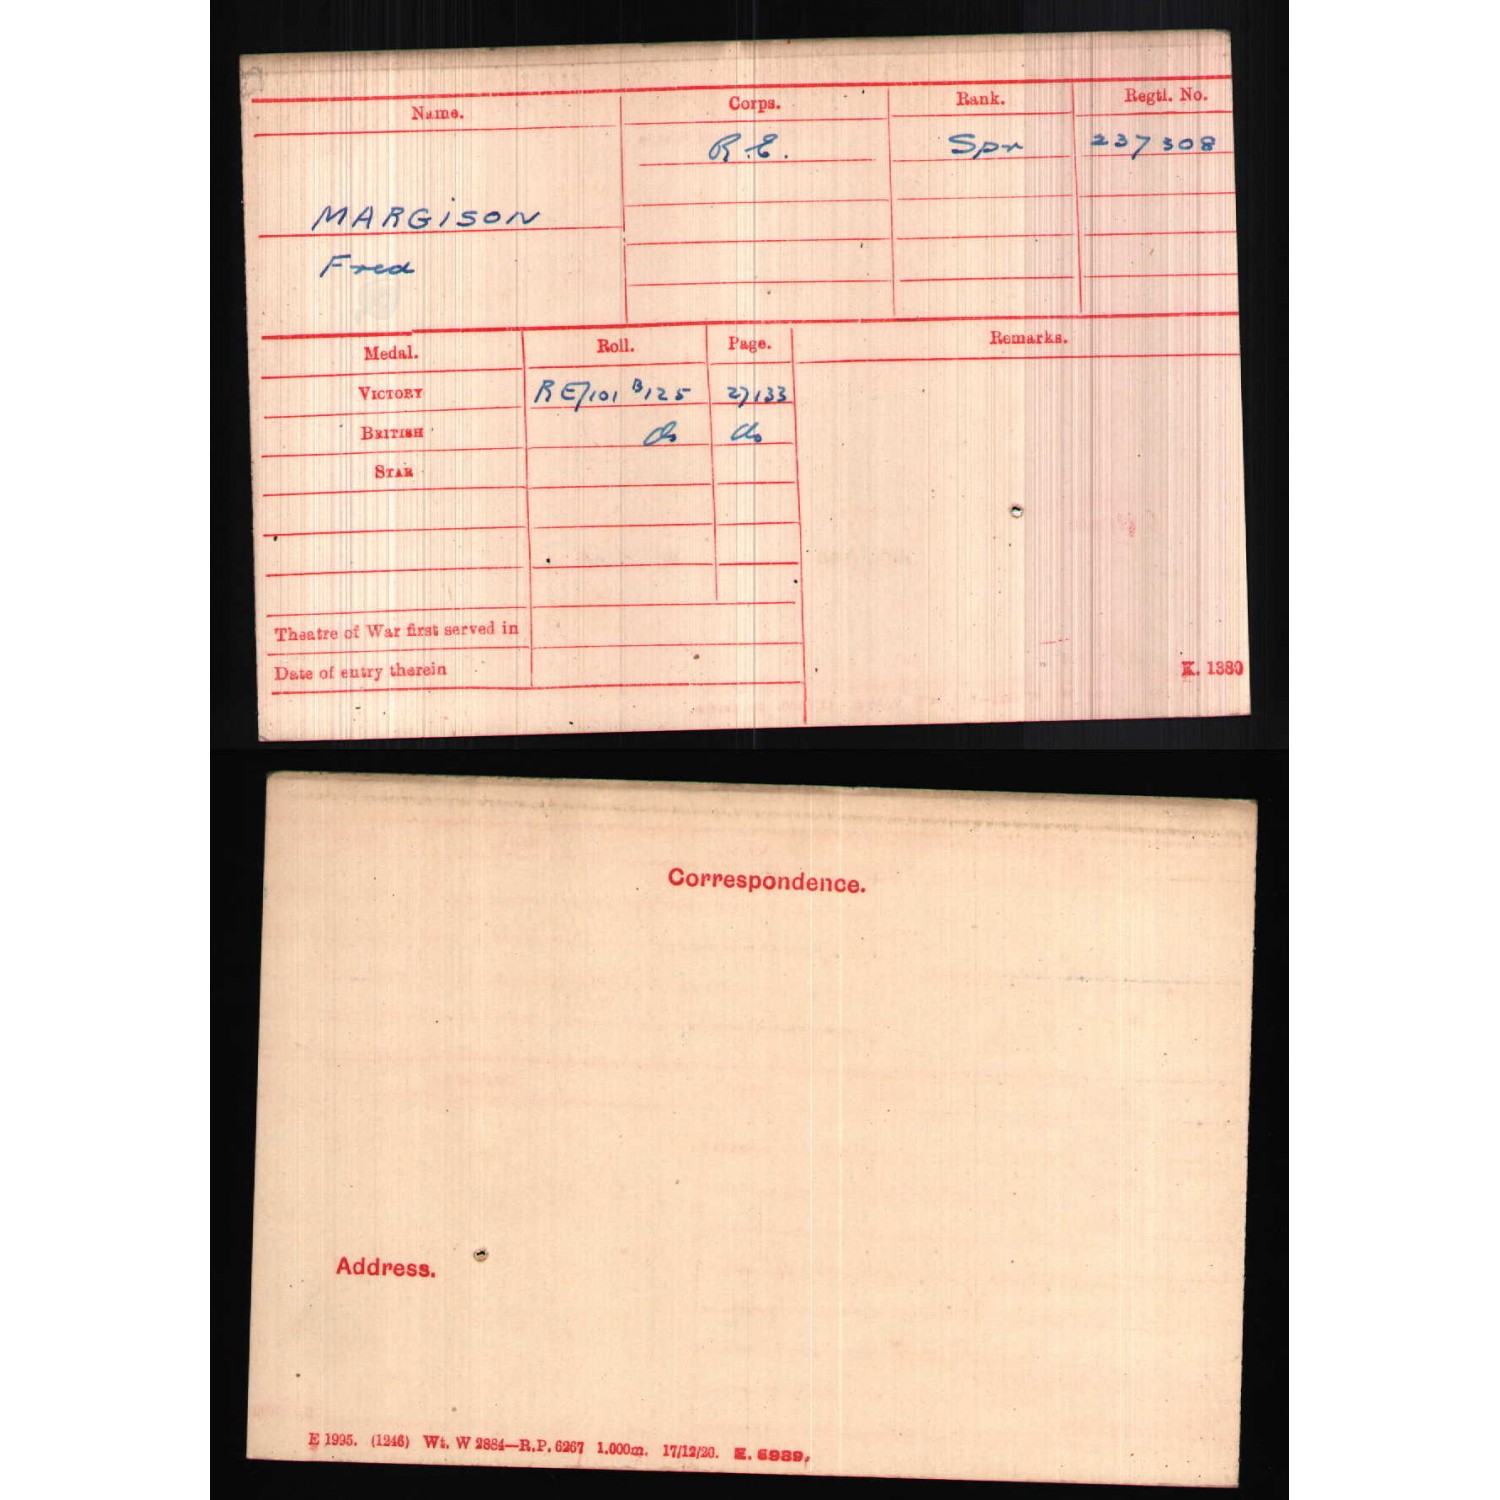 Name. Corps. Rank. Regtl. No.
R.E. Spr 237308
MARGISON
Fred
Medal. Roll. Page. Remarks.
VICTORY RE/101 B125 27133
BRITISH do do
STAR
Theatre of War first served in
Date of entry therein
K. 1380
Correspondence.
Address.
E 1995. (1246) Wt. W 2884—R.P. 6267 1,000m. 17/12/20. E. 6989.